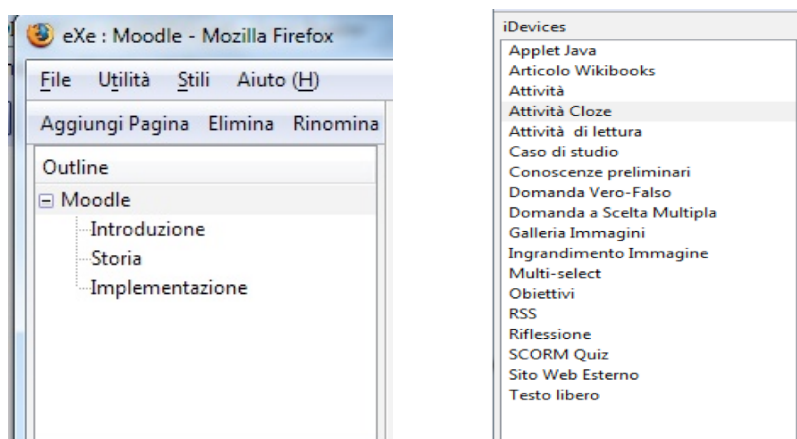 eXe : Moodle - Mozilla Firefox
File Utilità Stili Aiuto (H)
Aggiungi Pagina Elimina Rinomina
Outline
Moodle
Introduzione
Storia
Implementazione
iDevices
Applet Java
Articolo Wikibooks
Attività
Attività Cloze
Attività di lettura
Caso di studio
Conoscenze preliminari
Domanda Vero-Falso
Domanda a Scelta Multipla
Galleria Immagini
Ingrandimento Immagine
Multi-select
Obiettivi
RSS
Riflessione
SCORM Quiz
Sito Web Esterno
Testo libero